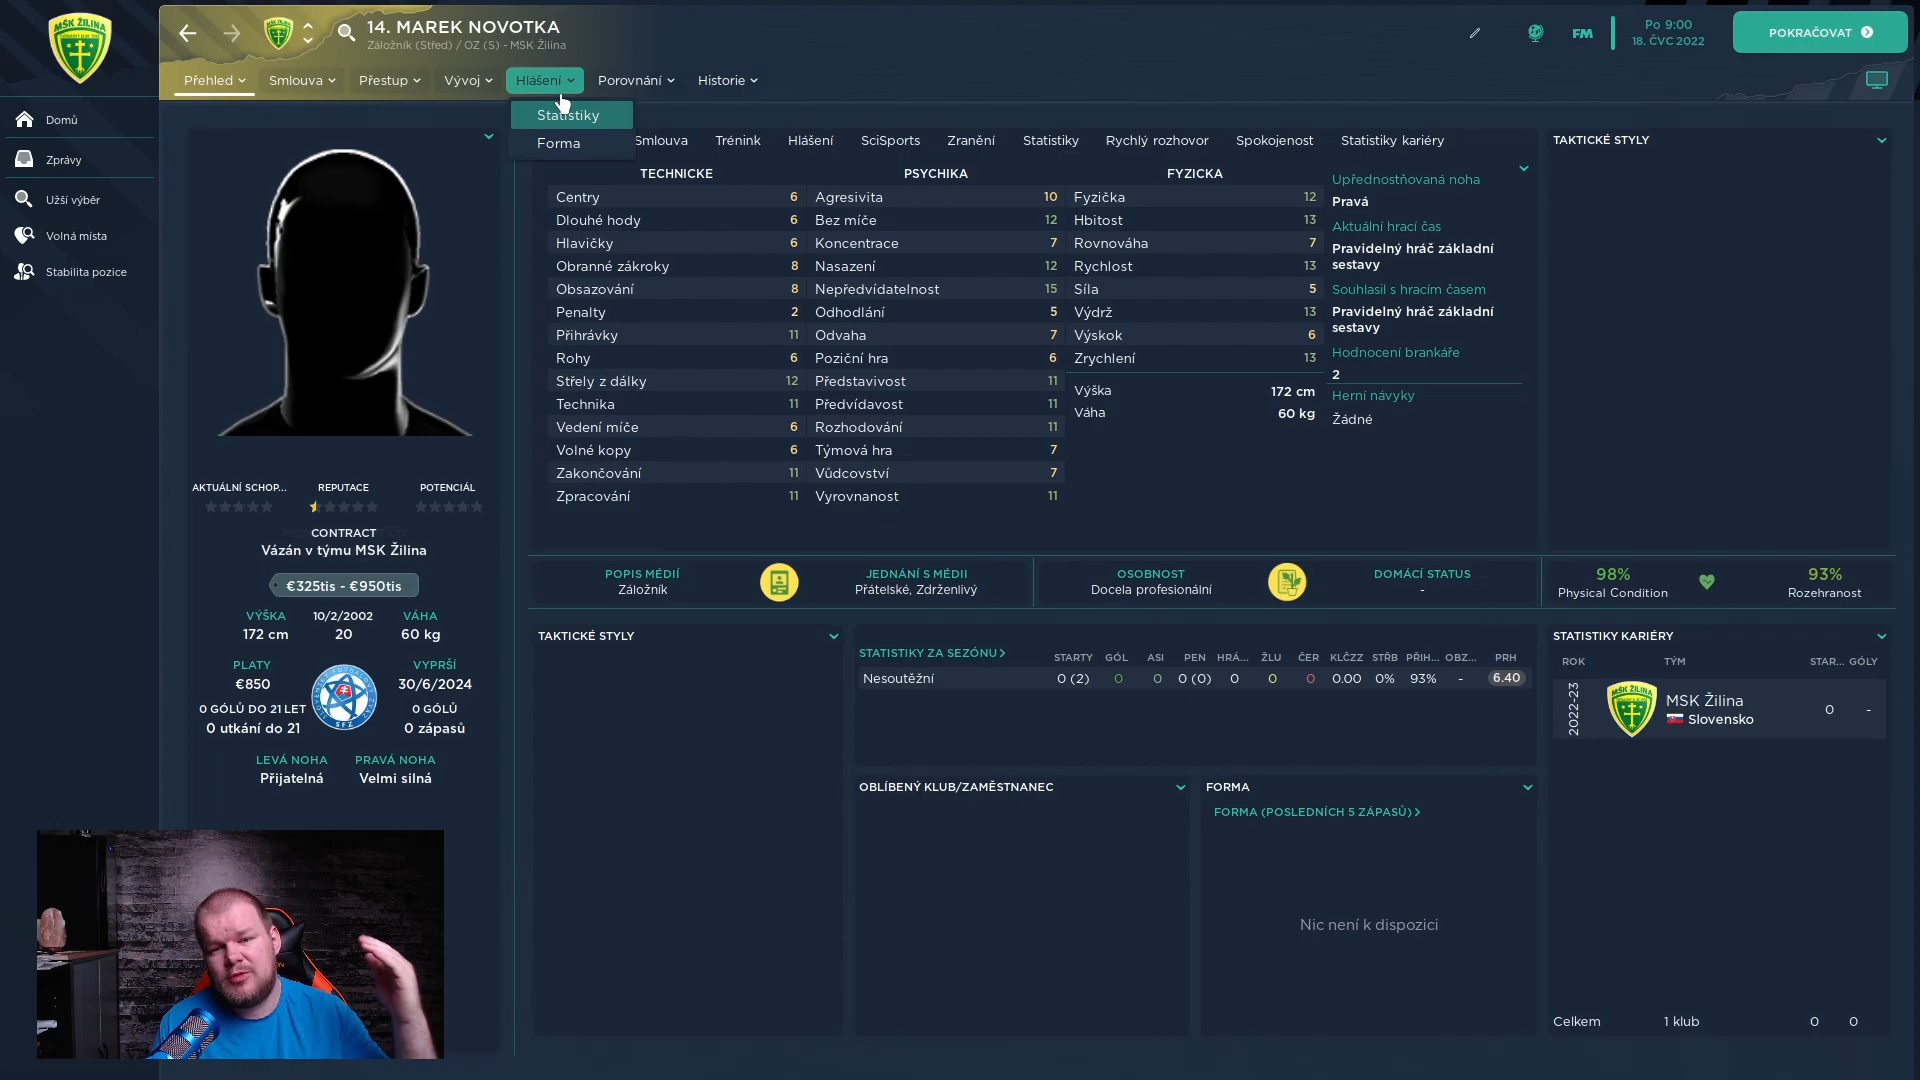 MŠK ŽILINA
14. MAREK NOVOTKA
Záložník (Střed) / OZ (S) - MSK Žilina
FM
Po 9:00
18. ČVC 2022
POKRAČOVAT
Přehled
Smlouva
Přestup
Vývoj
Hlášení
Porovnání
Historie
Statistiky
Forma
Domů
Zprávy
Užší výběr
Volná místa
Stabilita pozice
Smlouva
Trénink
Hlášení
SciSports
Zranění
Statistiky
Rychlý rozhovor
Spokojenost
Statistiky kariéry
TECHNICKE
Centry 6
Dlouhé hody 6
Hlavičky 6
Obranné zákroky 8
Obsazování 8
Penalty 2
Přihrávky 11
Rohy 6
Střely z dálky 12
Technika 11
Vedení míče 6
Volné kopy 6
Zakončování 11
Zpracování 11
PSYCHIKA
Agresivita 10
Bez míče 12
Koncentrace 7
Nasazení 12
Nepředvídatelnost 15
Odhodlání 5
Odvaha 7
Poziční hra 6
Představivost 11
Předvídavost 11
Rozhodování 11
Týmová hra 7
Vůdcovství 7
Vyrovnanost 11
FYZICKA
Fyzička 12
Hbitost 13
Rovnováha 7
Rychlost 13
Síla 5
Výdrž 13
Výskok 6
Zrychlení 13
Výška 172 cm
Váha 60 kg
Upřednostňovaná noha
Pravá
Aktuální hrací čas
Pravidelný hráč základní
sestavy
Souhlasil s hracím časem
Pravidelný hráč základní
sestavy
Hodnocení brankáře
2
Herní návyky
Žádné
TAKTICKÉ STYLY
AKTUÁLNÍ SCHOP...
REPUTACE
POTENCIÁL
CONTRACT
Vázán v týmu MSK Žilina
€325tis - €950tis
VÝŠKA
172 cm
10/2/2002
20
VÁHA
60 kg
PLATY
€850
VYPRŠÍ
30/6/2024
0 GÓLŮ DO 21 LET
0 utkání do 21
SLOVENSKÝ FUTBALOVÝ ZVÄZ
SFZ
0 GÓLŮ
0 zápasů
LEVÁ NOHA
Přijatelná
PRAVÁ NOHA
Velmi silná
POPIS MÉDIÍ
Záložník
JEDNÁNÍ S MÉDII
Přátelské, Zdrženlivý
OSOBNOST
Docela profesionální
DOMÁCÍ STATUS
-
98%
Physical Condition
93%
Rozehranost
TAKTICKÉ STYLY
STATISTIKY ZA SEZÓNU
STARTY GÓL ASI PEN HRÁ... ŽLU ČER KLČZZ STŘB PŘIH... OBZ... PRH
Nesoutěžní 0 (2) 0 0 0 (0) 0 0 0 0.00 0% 93% - 6.40
OBLÍBENÝ KLUB/ZAMĚSTNANEC
FORMA
FORMA (POSLEDNÍCH 5 ZÁPASŮ)
Nic není k dispozici
STATISTIKY KARIÉRY
ROK TÝM STAR... GÓLY
2022-23
MŠK ŽILINA
MSK Žilina
Slovensko
0 -
Celkem 1 klub 0 0